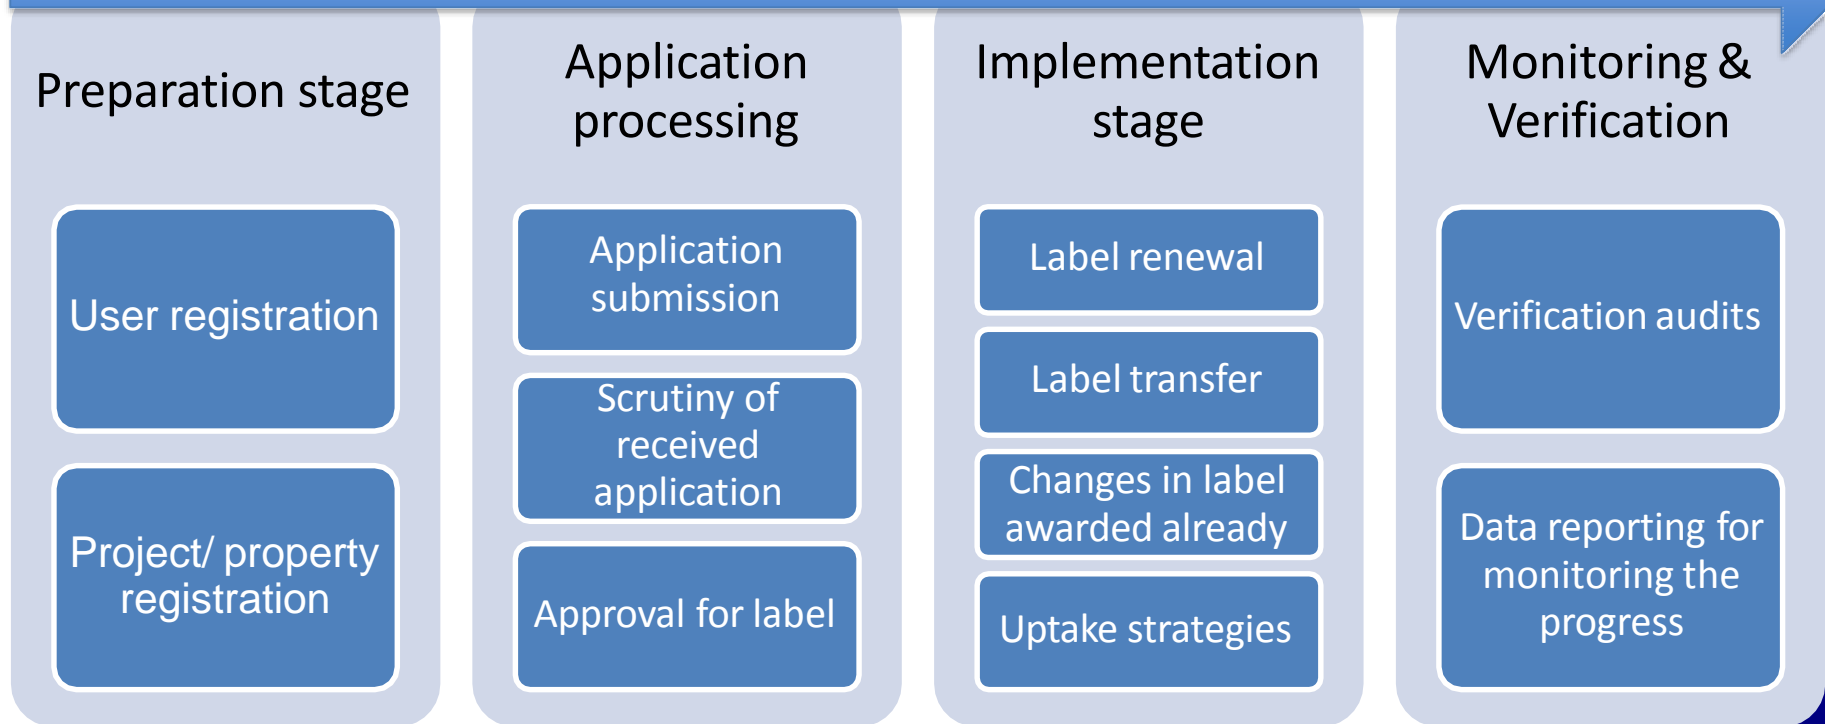 Preparation stage
User registration
Project/ property
registration
Application
processing
Application
submission
Scrutiny of
received
application
Approval for label
Implementation
stage
Label renewal
Label transfer
Changes in label
awarded already
Uptake strategies
Monitoring &
Verification
Verification audits
Data reporting for
monitoring the
progress